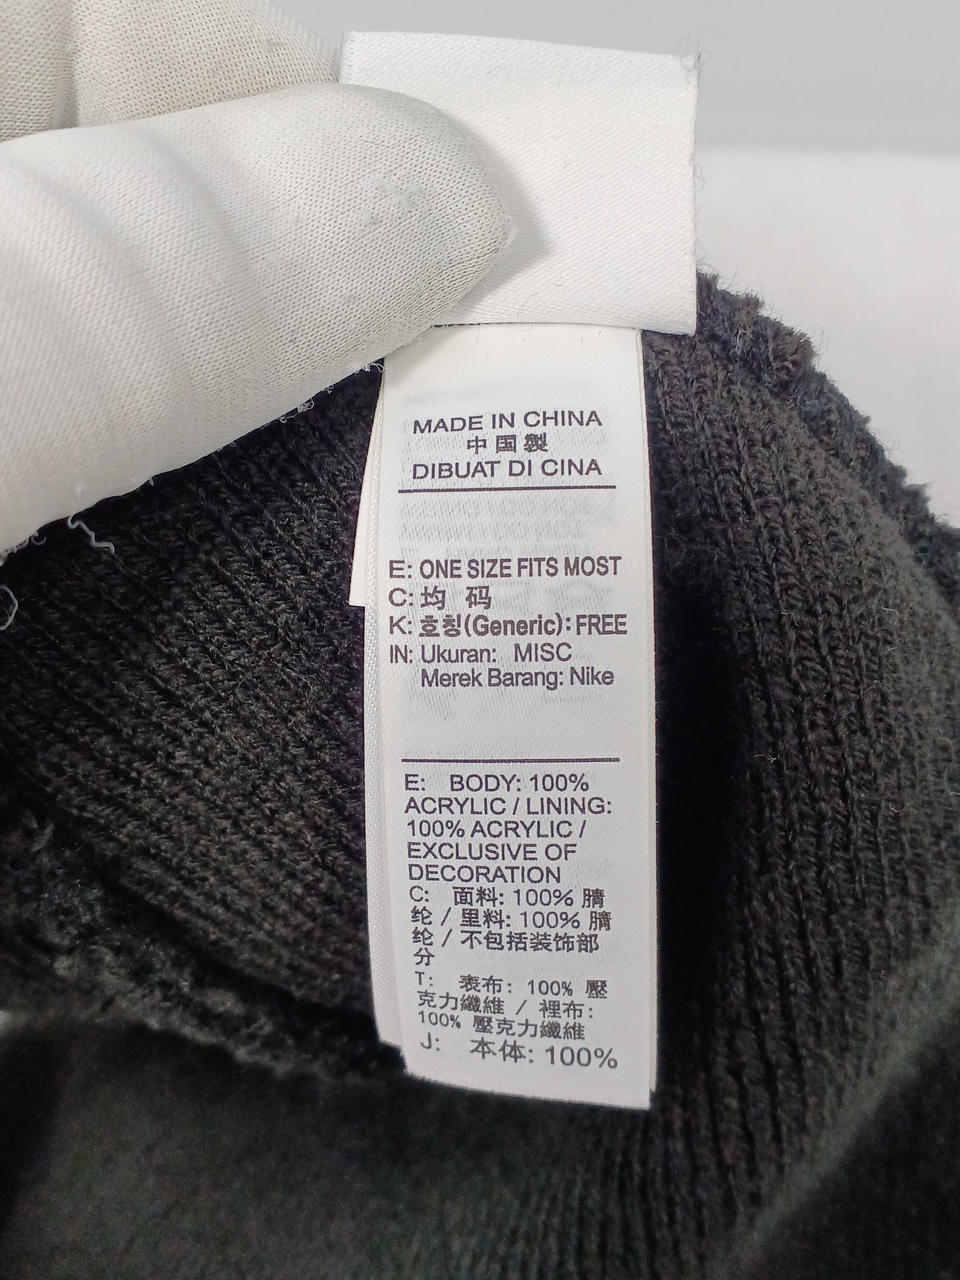 MADE IN CHINA
中国製
DIBUAT DI CINA
E: ONE SIZE FITS MOST
C: 均 码
K: 호칭(Generic): FREE
IN: Ukuran: MISC
Merek Barang: Nike
E: BODY: 100%
ACRYLIC / LINING:
100% ACRYLIC /
EXCLUSIVE OF
DECORATION
C: 面料: 100% 腈
纶 / 里料: 100% 腈
纶 / 不包括装饰部
分
T: 表布: 100% 壓
克力纖維 / 裡布:
100% 壓克力纖維
J: 本体: 100%